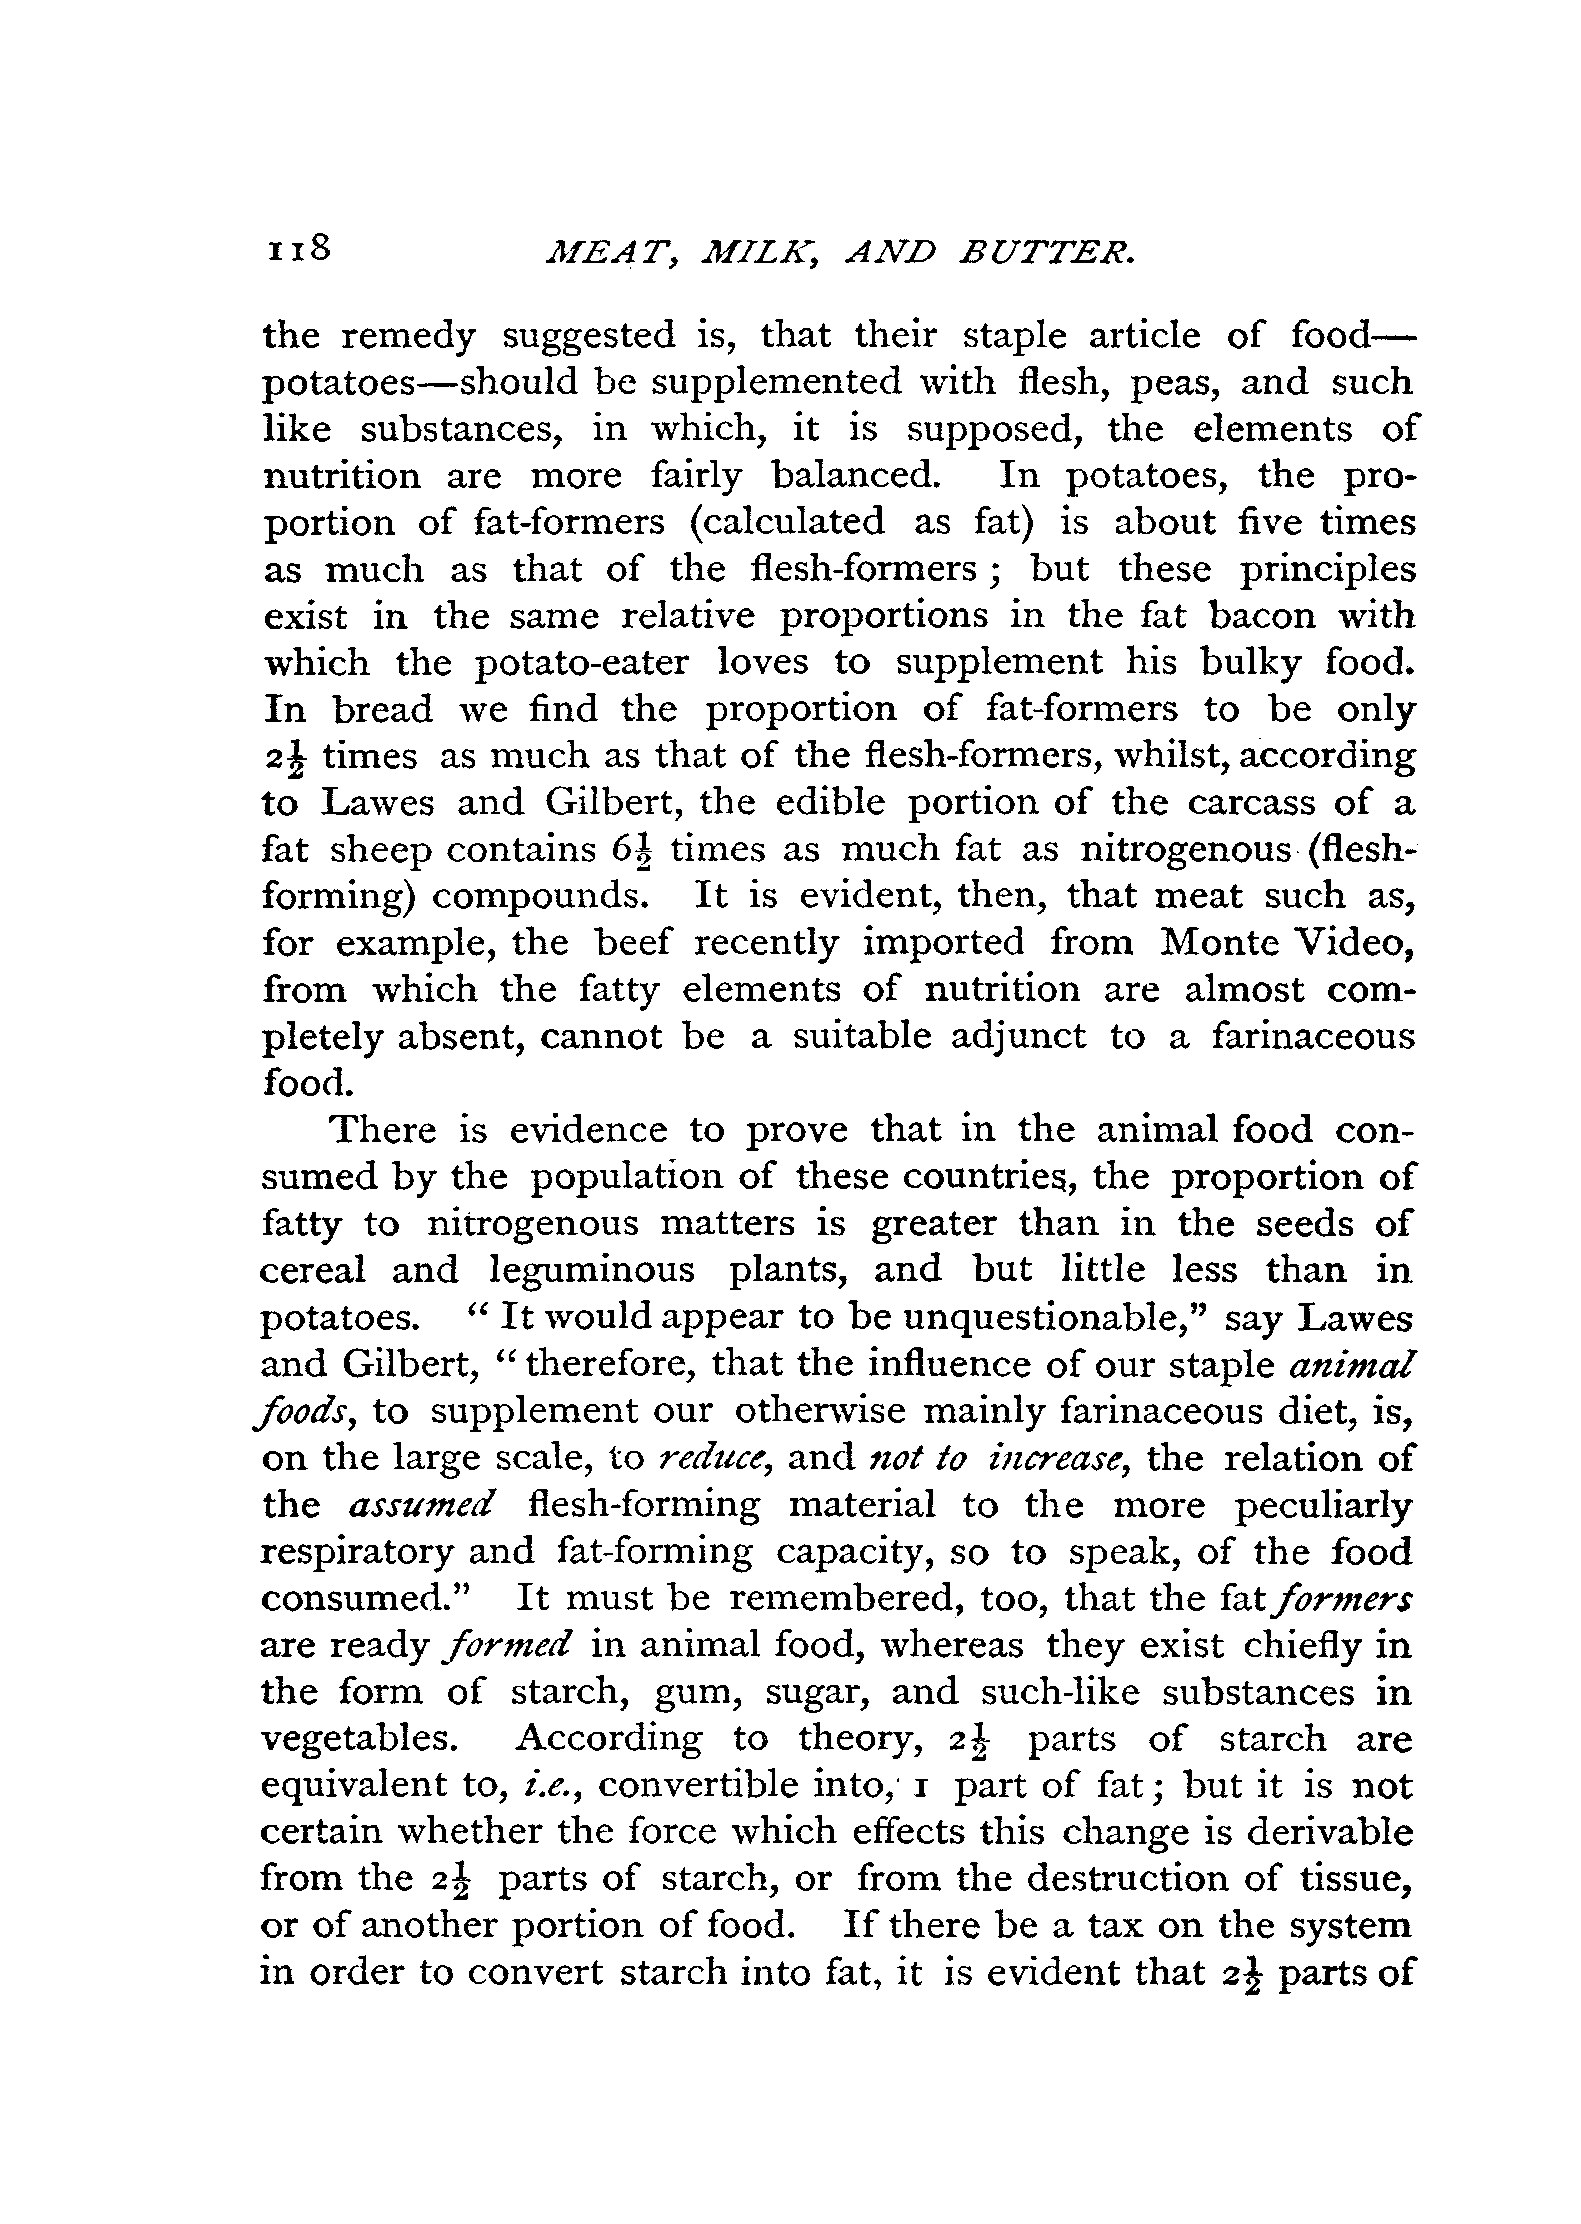 118 MEAT, MILK, AND BUTTER.
the remedy suggested is, that their staple article of food—
potatoes—should be supplemented with flesh, peas, and such
like substances, in which, it is supposed, the elements of
nutrition are more fairly balanced. In potatoes, the pro-
portion of fat-formers (calculated as fat) is about five times
as much as that of the flesh-formers ; but these principles
exist in the same relative proportions in the fat bacon with
which the potato-eater loves to supplement his bulky food.
In bread we find the proportion of fat-formers to be only
2½ times as much as that of the flesh-formers, whilst, according
to Lawes and Gilbert, the edible portion of the carcass of a
fat sheep contains 6½ times as much fat as nitrogenous (flesh-
forming) compounds. It is evident, then, that meat such as,
for example, the beef recently imported from Monte Video,
from which the fatty elements of nutrition are almost com-
pletely absent, cannot be a suitable adjunct to a farinaceous
food.
There is evidence to prove that in the animal food con-
sumed by the population of these countries, the proportion of
fatty to nitrogenous matters is greater than in the seeds of
cereal and leguminous plants, and but little less than in
potatoes. “ It would appear to be unquestionable,” say Lawes
and Gilbert, “ therefore, that the influence of our staple animal
foods, to supplement our otherwise mainly farinaceous diet, is,
on the large scale, to reduce, and not to increase, the relation of
the assumed flesh-forming material to the more peculiarly
respiratory and fat-forming capacity, so to speak, of the food
consumed.” It must be remembered, too, that the fat formers
are ready formed in animal food, whereas they exist chiefly in
the form of starch, gum, sugar, and such-like substances in
vegetables. According to theory, 2½ parts of starch are
equivalent to, i.e., convertible into, 1 part of fat ; but it is not
certain whether the force which effects this change is derivable
from the 2½ parts of starch, or from the destruction of tissue,
or of another portion of food. If there be a tax on the system
in order to convert starch into fat, it is evident that 2½ parts of